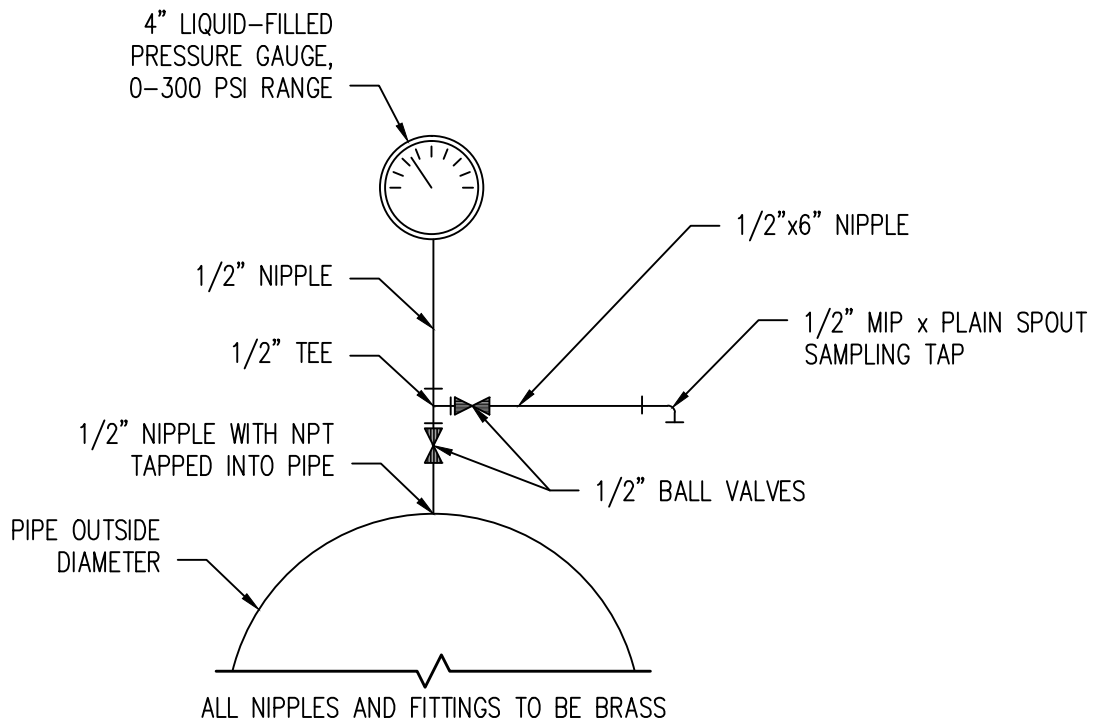 4” LIQUID-FILLED
PRESSURE GAUGE,
0-300 PSI RANGE
1/2”x6” NIPPLE
1/2” NIPPLE
1/2” MIP x PLAIN SPOUT
SAMPLING TAP
1/2” TEE
1/2” NIPPLE WITH NPT
TAPPED INTO PIPE
1/2” BALL VALVES
PIPE OUTSIDE
DIAMETER
ALL NIPPLES AND FITTINGS TO BE BRASS